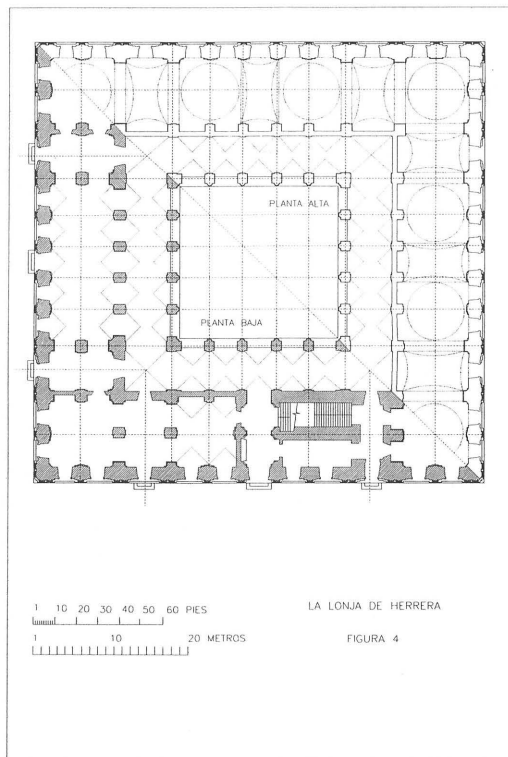 PLANTA ALTA
PLANTA BAJA
1 10 20 30 40 50 60 PIES
1 10 20 METROS
LA LONJA DE HERRERA
FIGURA 4